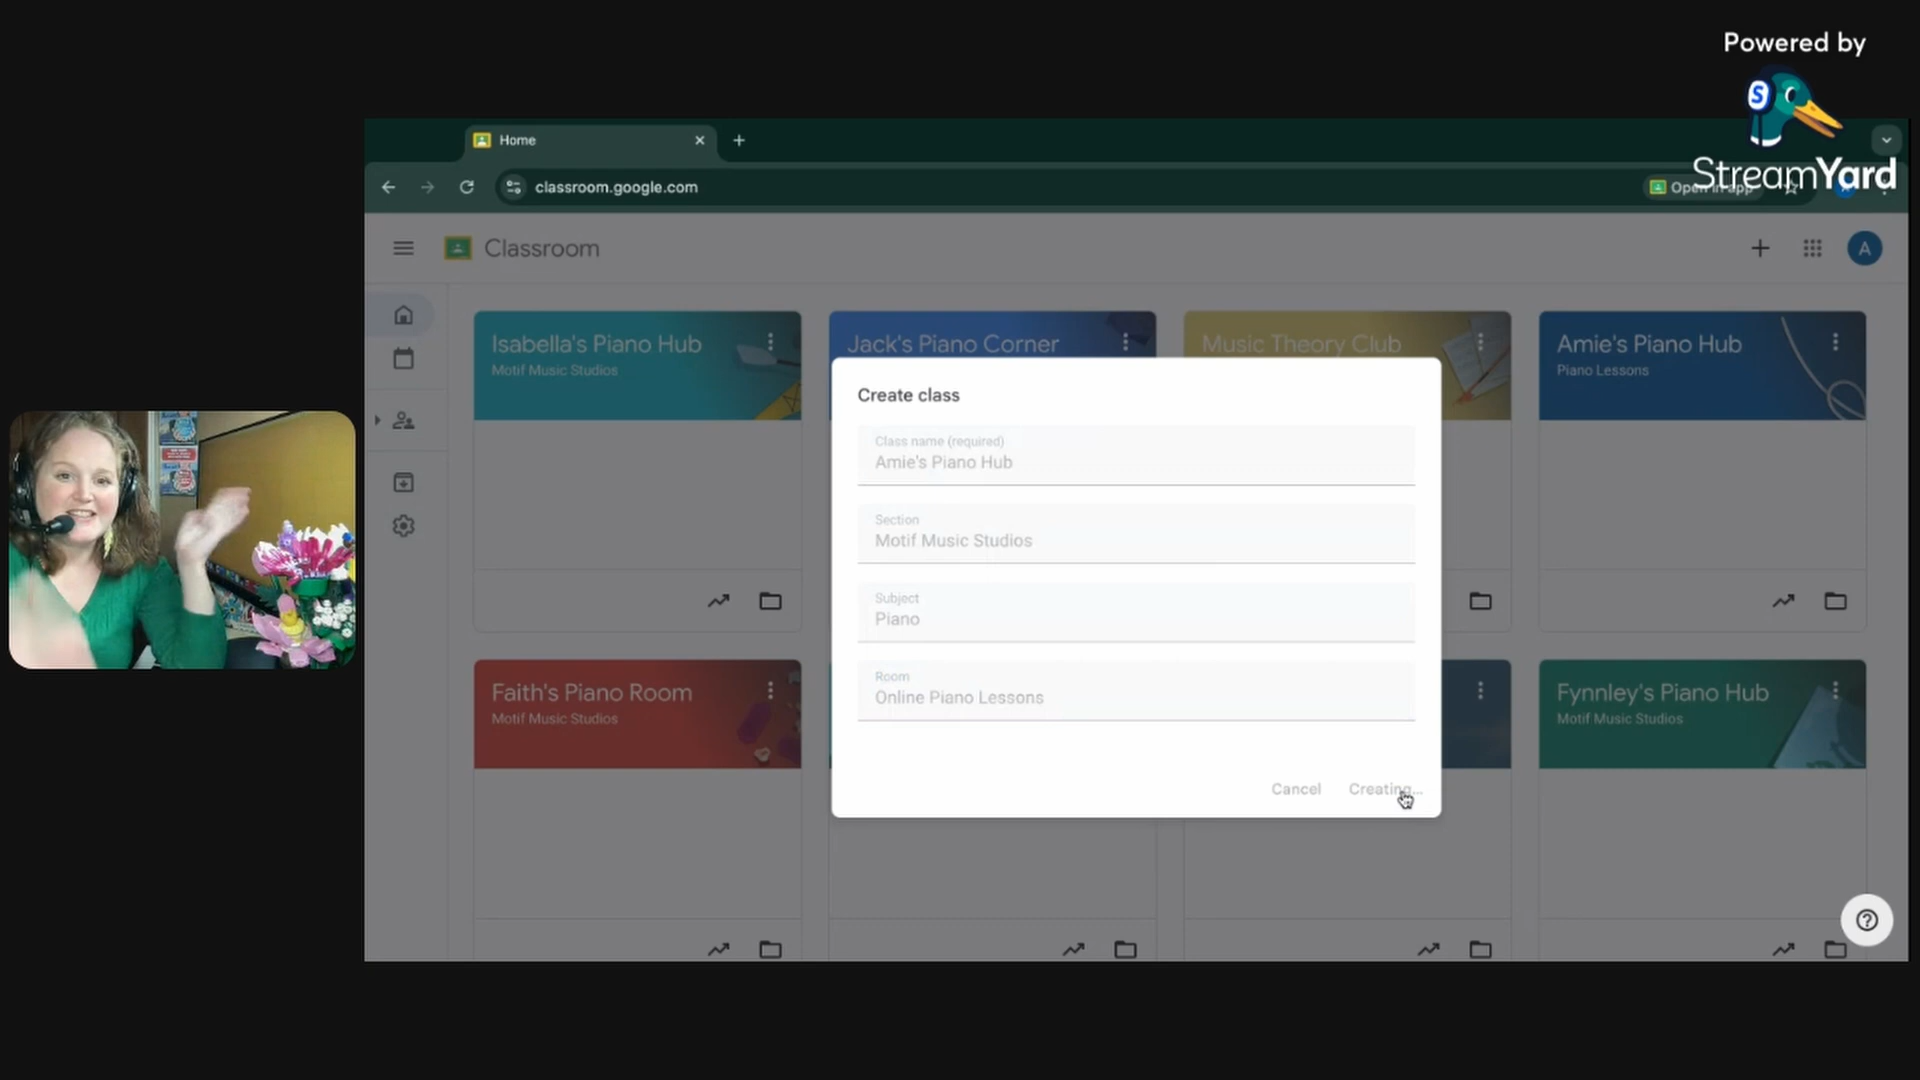 Powered by
StreamYard
Home
classroom.google.com
Open in app
Classroom
A
Isabella's Piano Hub
Motif Music Studios
Jack's Piano Corner
Music Theory Club
Amie's Piano Hub
Piano Lessons
Create class
Class name (required)
Amie's Piano Hub
Section
Motif Music Studios
Subject
Piano
Room
Online Piano Lessons
Cancel
Creating...
Faith's Piano Room
Motif Music Studios
Fynnley's Piano Hub
Motif Music Studios